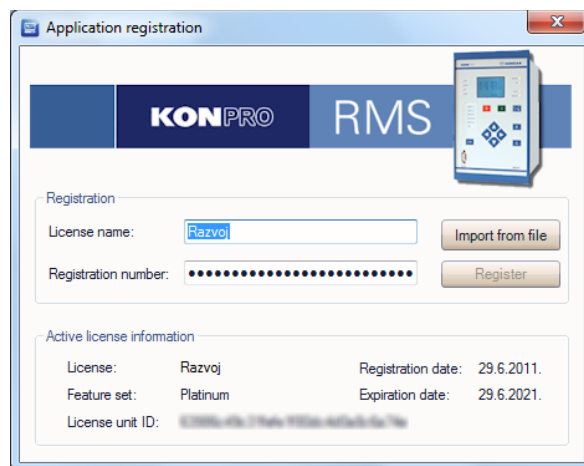 Application registration
KONPRO RMS
Registration
License name: Razvoj Import from file
Registration number: ●●●●●●●●●●●●●●●●●●●●●●●●●● Register
Active license information
License: Razvoj Registration date: 29.6.2011.
Feature set: Platinum Expiration date: 29.6.2021.
License unit ID: